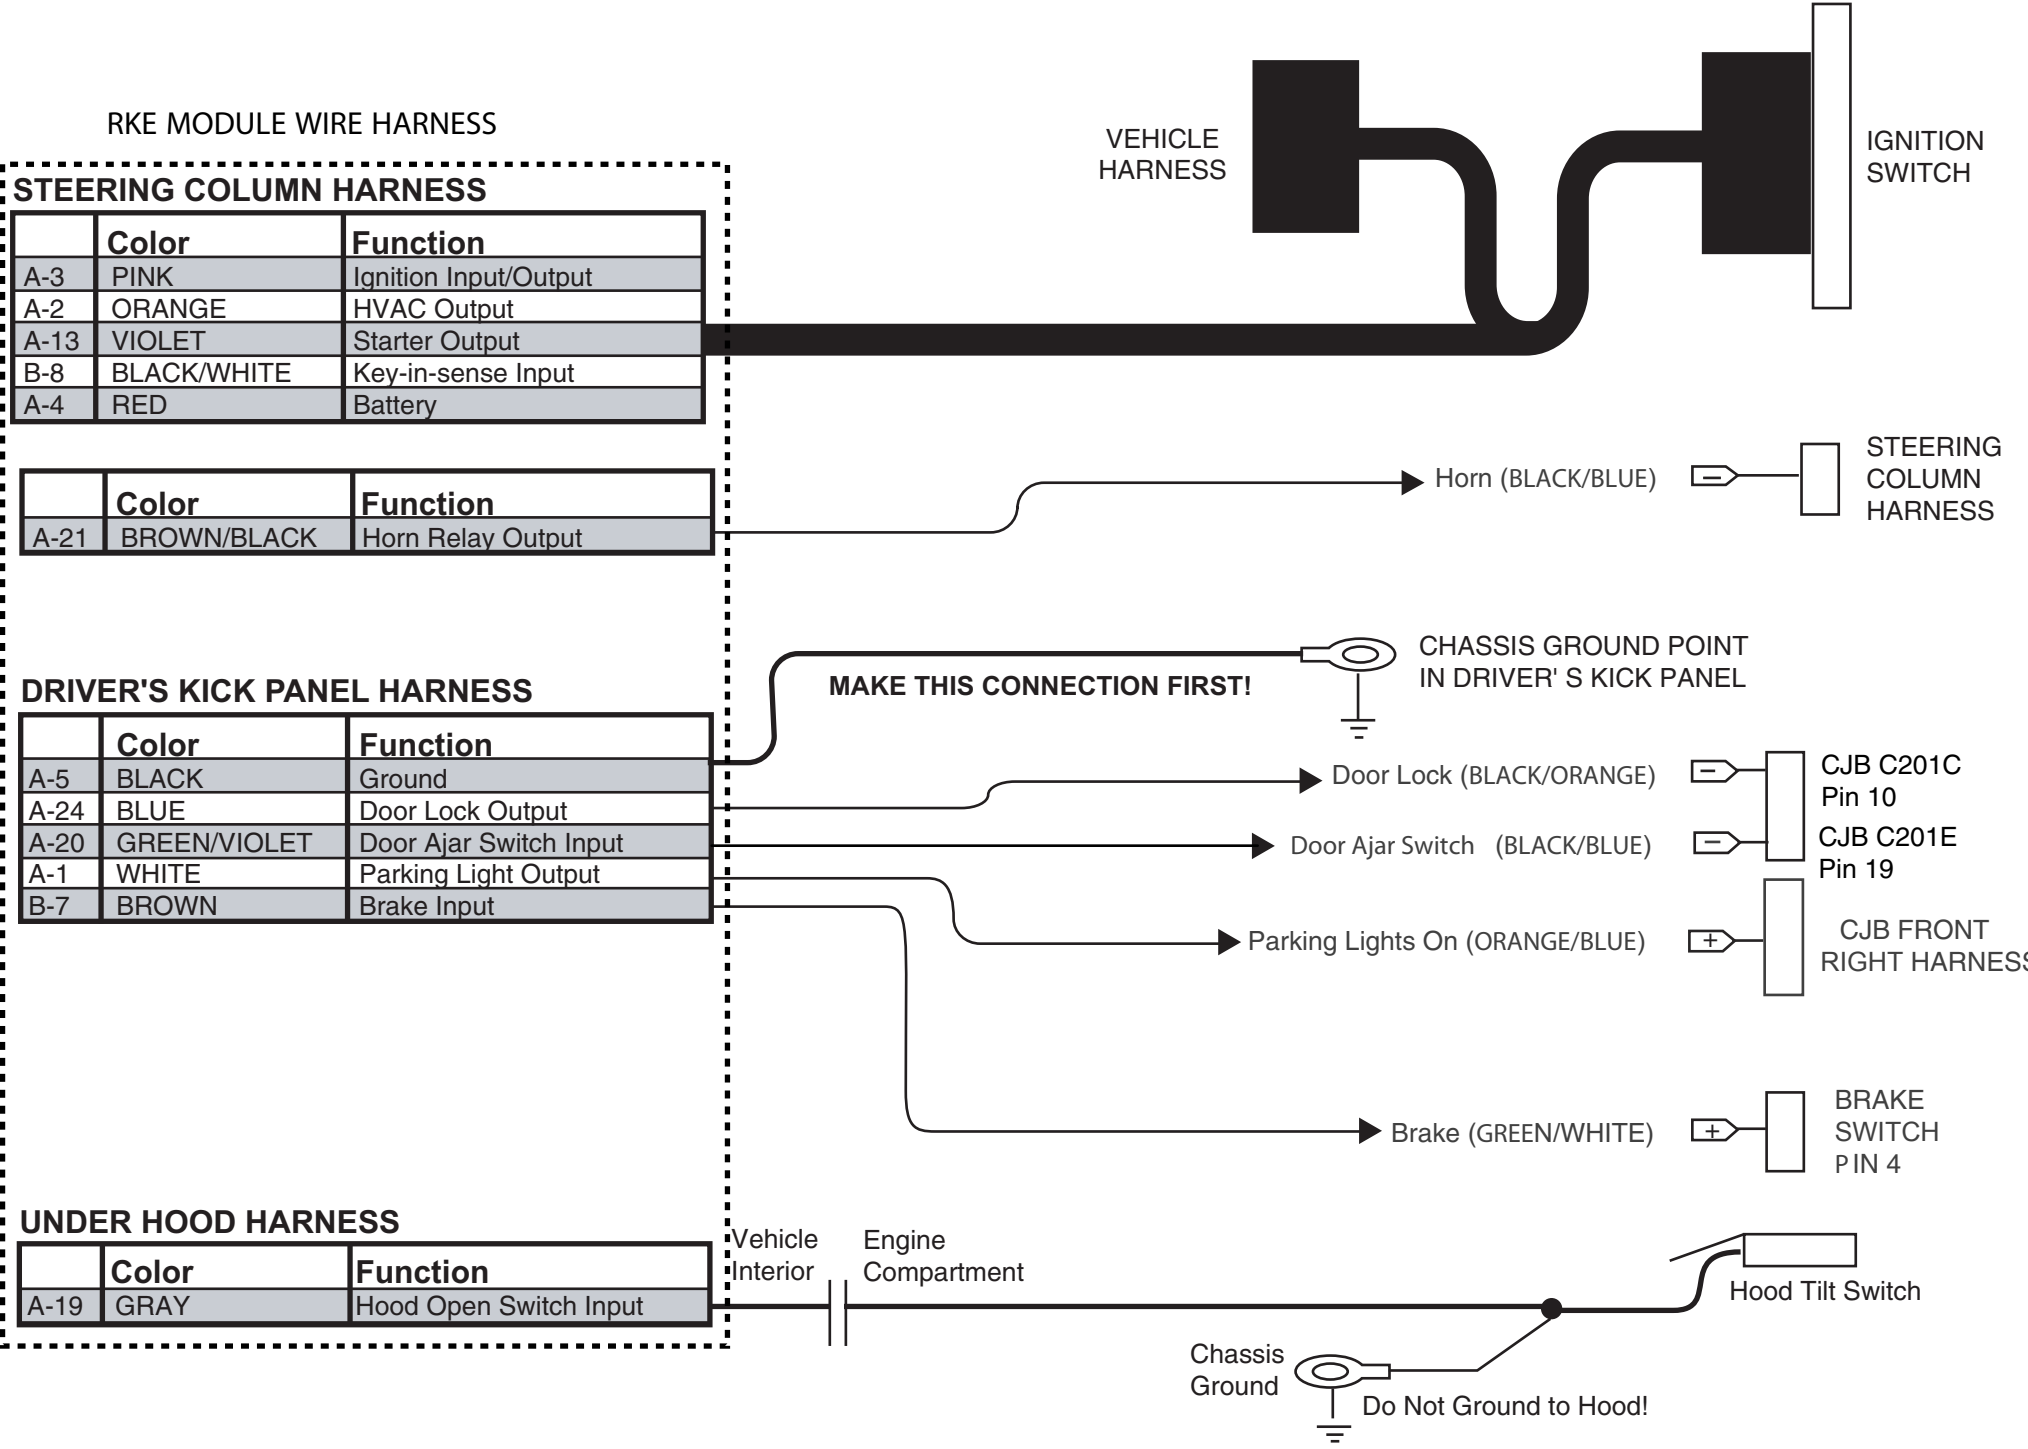 RKE MODULE WIRE HARNESS
VEHICLE
HARNESS
IGNITION
SWITCH
STEERING COLUMN HARNESS
Color Function
A-3 PINK Ignition Input/Output
A-2 ORANGE HVAC Output
A-13 VIOLET Starter Output
B-8 BLACK/WHITE Key-in-sense Input
A-4 RED Battery
Color Function
A-21 BROWN/BLACK Horn Relay Output
Horn (BLACK/BLUE) −
STEERING
COLUMN
HARNESS
DRIVER'S KICK PANEL HARNESS
Color Function
A-5 BLACK Ground
A-24 BLUE Door Lock Output
A-20 GREEN/VIOLET Door Ajar Switch Input
A-1 WHITE Parking Light Output
B-7 BROWN Brake Input
MAKE THIS CONNECTION FIRST!
CHASSIS GROUND POINT
IN DRIVER' S KICK PANEL
Door Lock (BLACK/ORANGE) −
CJB C201C
Pin 10
Door Ajar Switch (BLACK/BLUE) −
CJB C201E
Pin 19
Parking Lights On (ORANGE/BLUE) +
CJB FRONT
RIGHT HARNESS
Brake (GREEN/WHITE) +
BRAKE
SWITCH
PIN 4
UNDER HOOD HARNESS
Color Function
A-19 GRAY Hood Open Switch Input
Vehicle
Interior
Engine
Compartment
Hood Tilt Switch
Chassis
Ground
Do Not Ground to Hood!